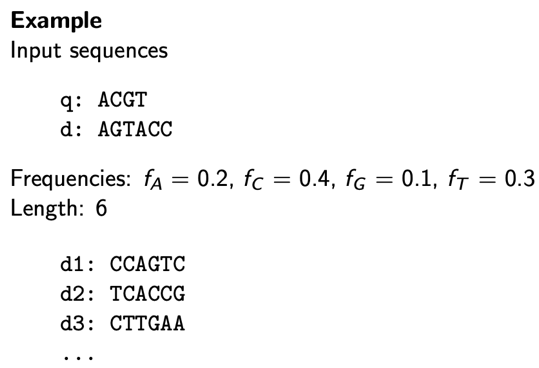 Example
Input sequences
q: ACGT
d: AGTACC
Frequencies: f_A = 0.2, f_C = 0.4, f_G = 0.1, f_T = 0.3
Length: 6
d1: CCAGTC
d2: TCACCG
d3: CTTGAA
...